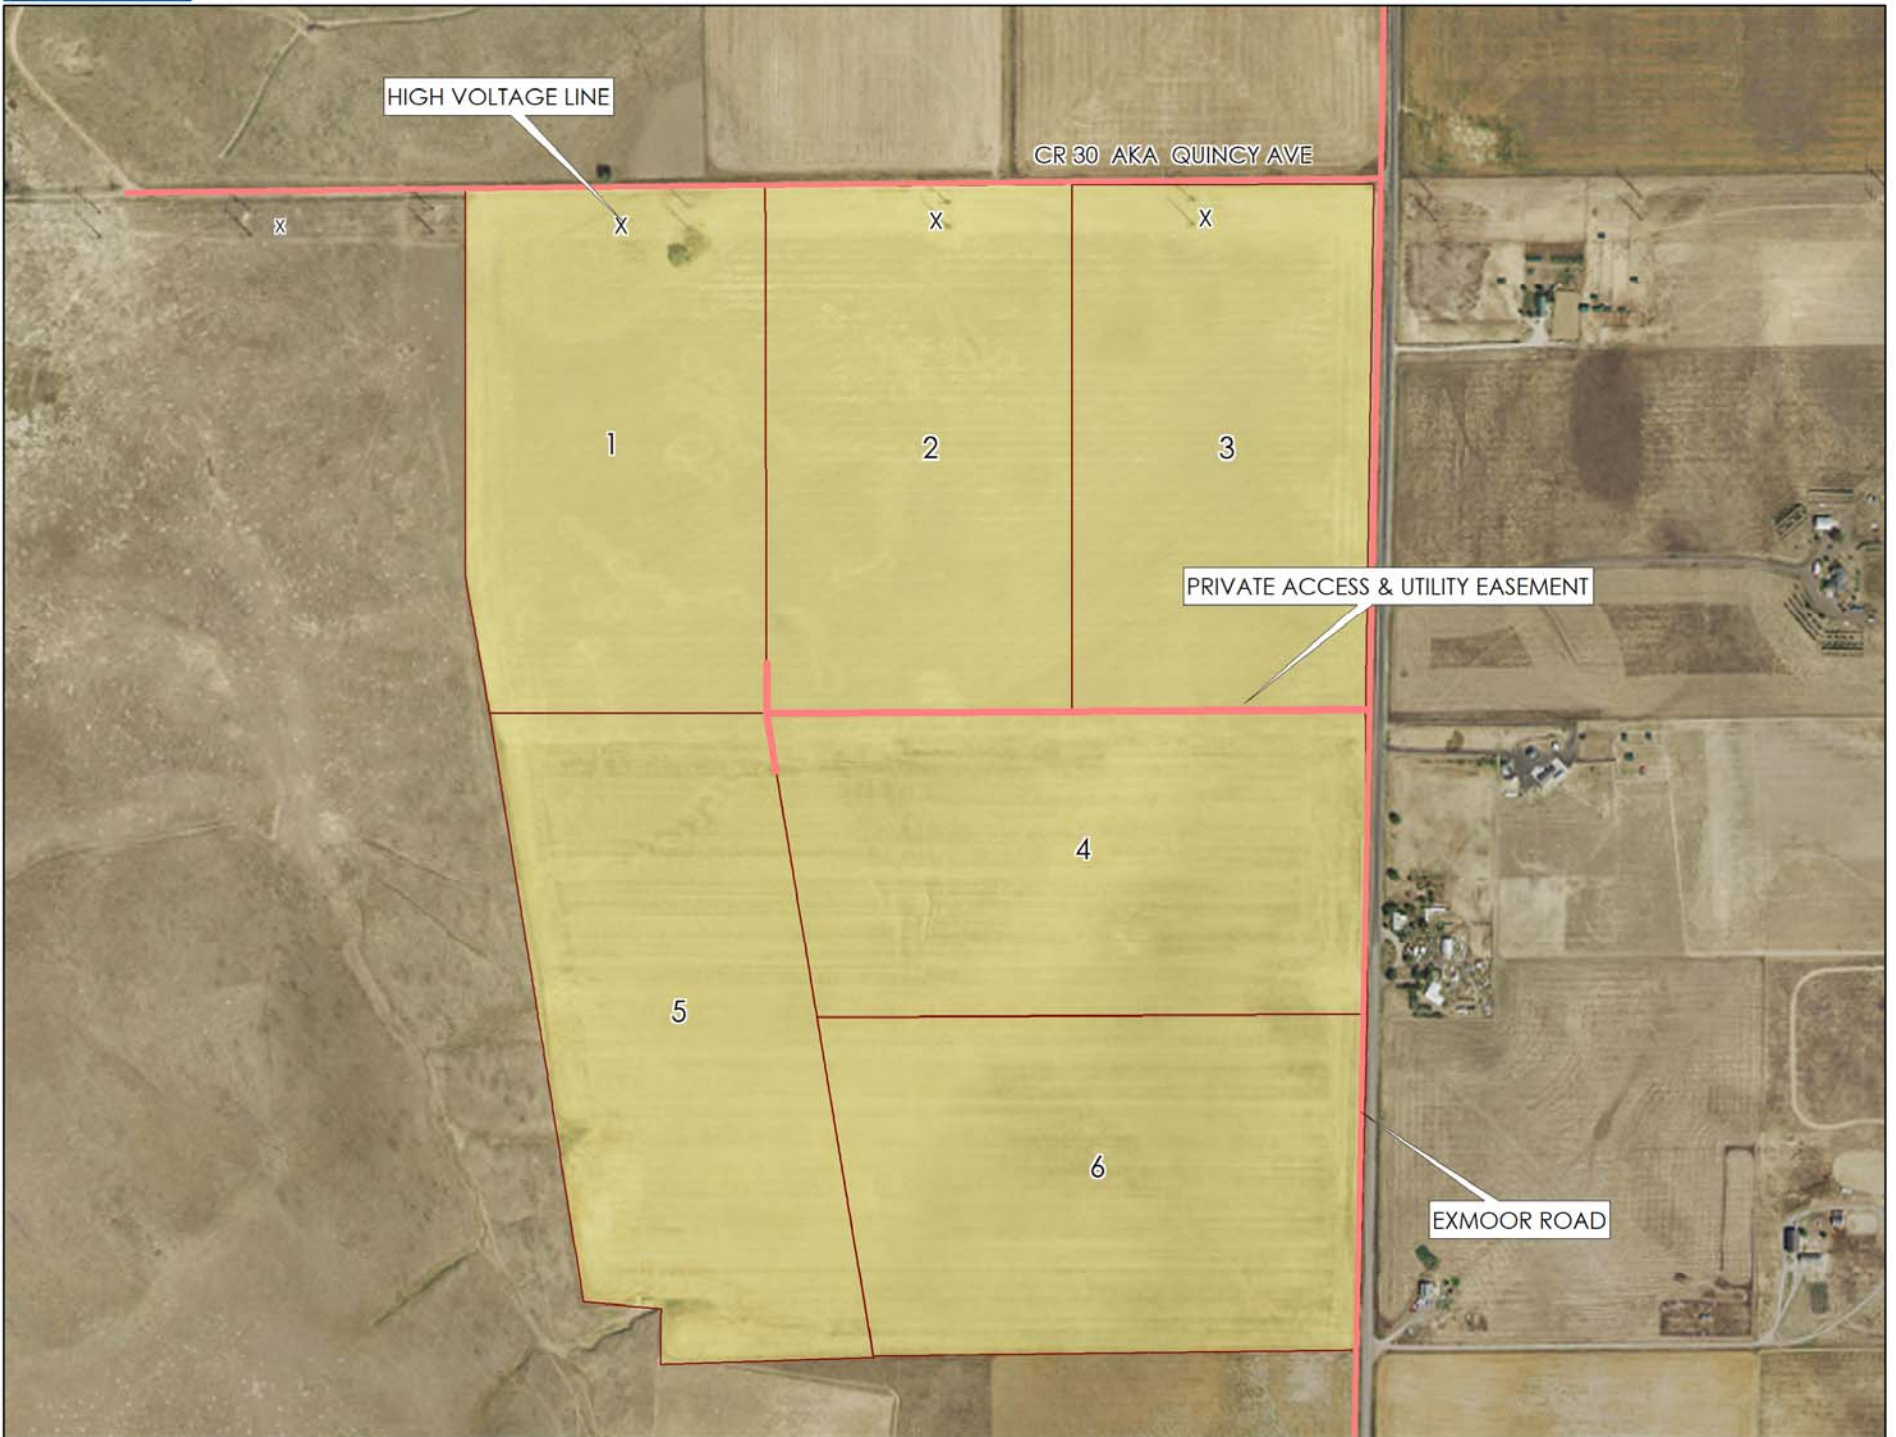 HIGH VOLTAGE LINE
CR 30 AKA QUINCY AVE
X
X
X
X
1
2
3
PRIVATE ACCESS & UTILITY EASEMENT
4
5
6
EXMOOR ROAD